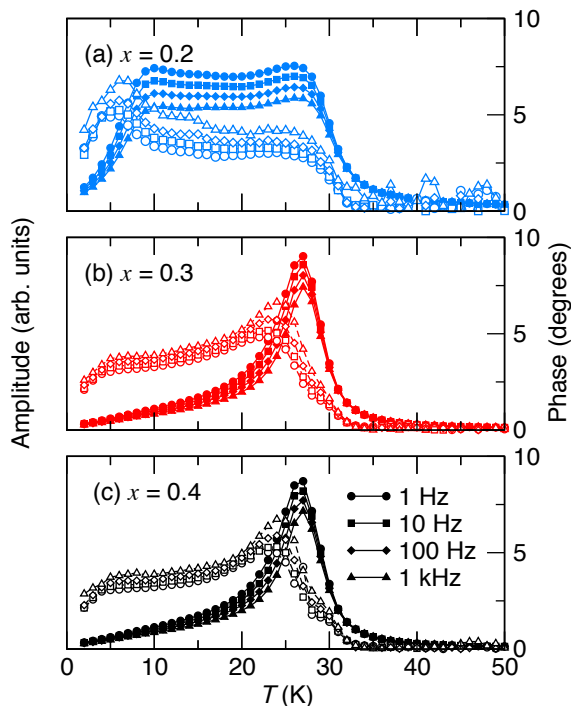 10
(a) x = 0.2
5
0
10
(b) x = 0.3
5
0
10
(c) x = 0.4
1 Hz
10 Hz
5
100 Hz
1 kHz
0
0 10 20 30 40 50
T (K)
Amplitude (arb. units)
Phase (degrees)